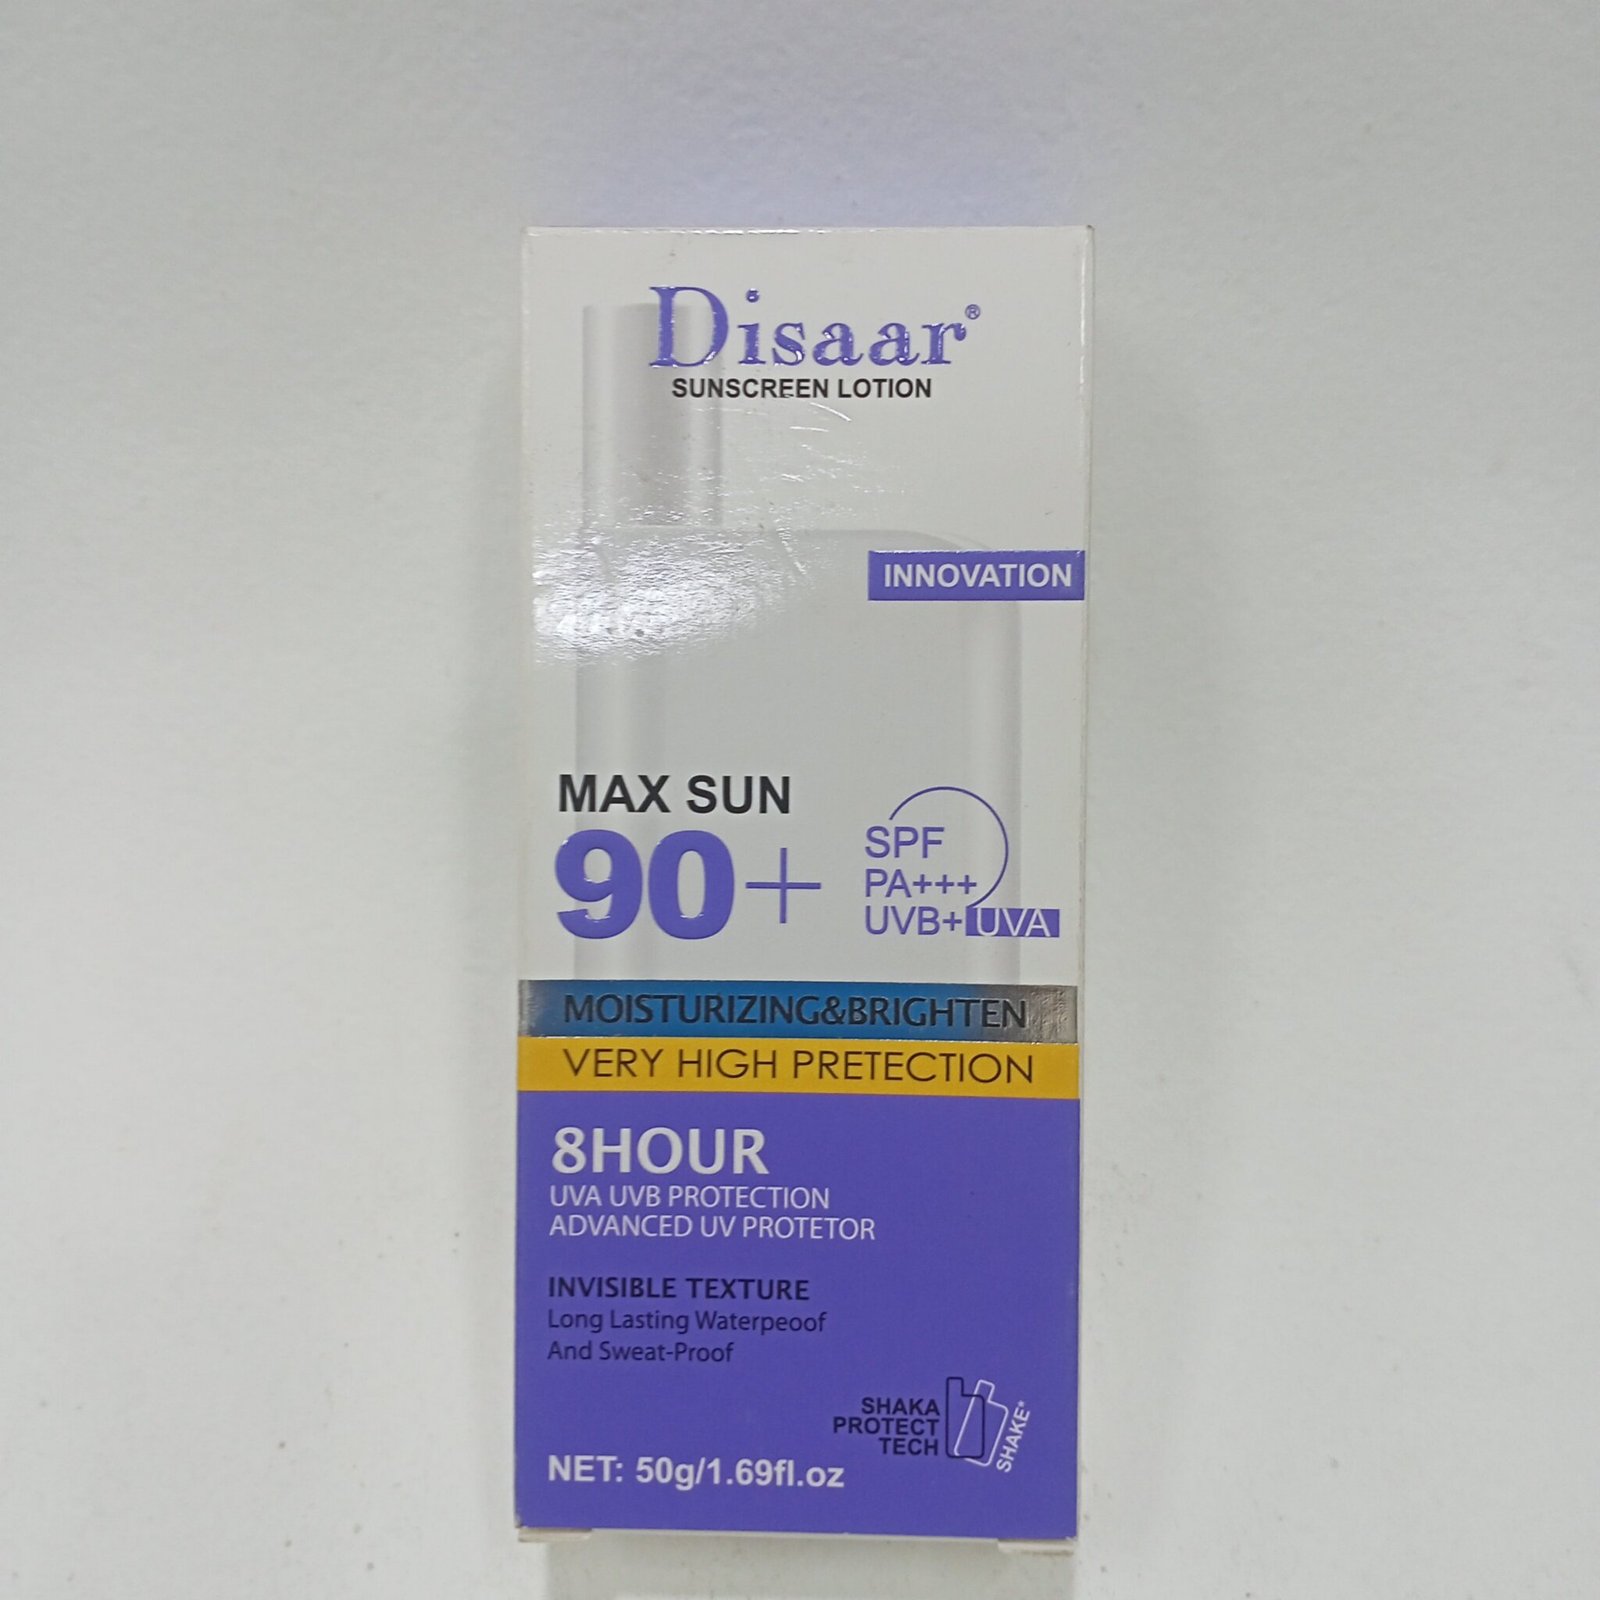 Disaar®
SUNSCREEN LOTION
INNOVATION
MAX SUN
90+
SPF
PA+++
UVB+UVA
MOISTURIZING&BRIGHTEN
VERY HIGH PRETECTION
8HOUR
UVA UVB PROTECTION
ADVANCED UV PROTETOR
INVISIBLE TEXTURE
Long Lasting Waterpeoof
And Sweat-Proof
SHAKA
PROTECT
TECH
SHAKE®
NET: 50g/1.69fl.oz